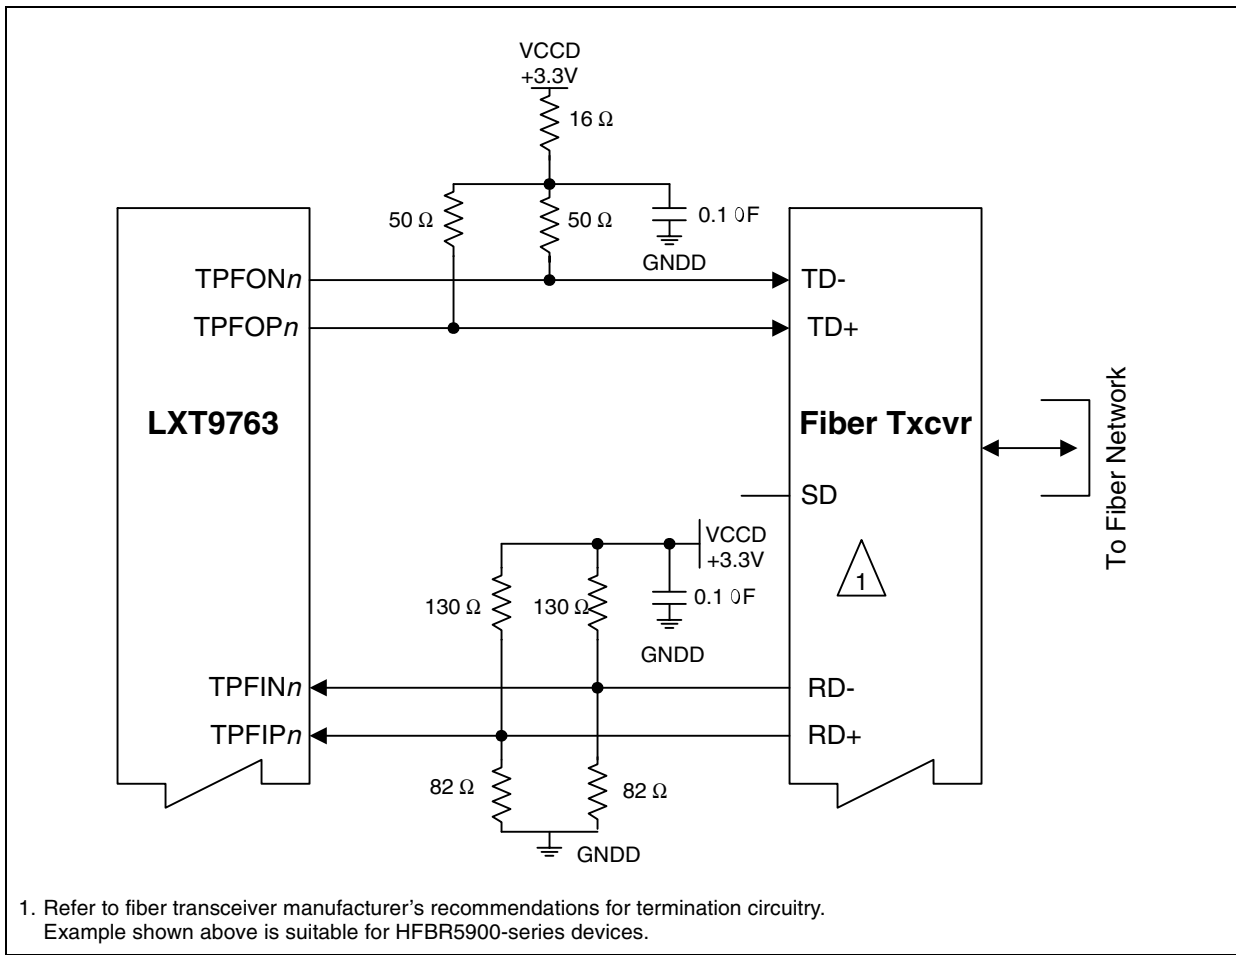 VCCD
+3.3V
16 Ω
50 Ω
50 Ω
0.1 F
GNDD
TPFONn
TD-
TPFOPn
TD+
LXT9763
Fiber Txcvr
To Fiber Network
SD
VCCD
+3.3V
1
130 Ω
130 Ω
0.1 F
GNDD
TPFINn
RD-
TPFIPn
RD+
82 Ω
82 Ω
GNDD
1. Refer to fiber transceiver manufacturer's recommendations for termination circuitry.
Example shown above is suitable for HFBR5900-series devices.